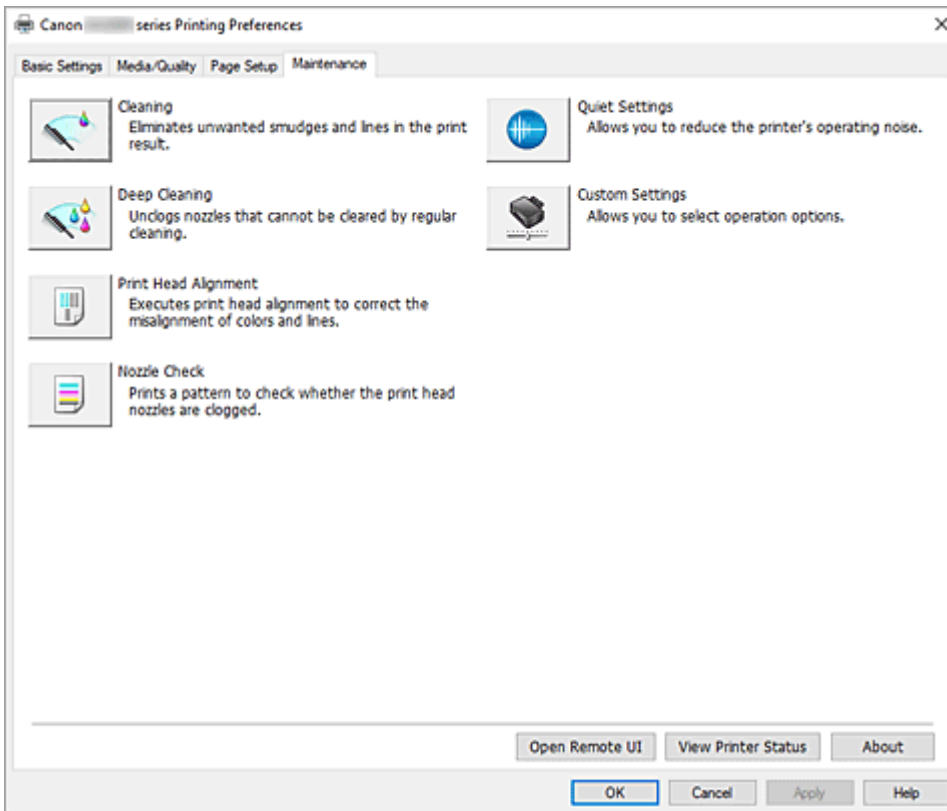 Canon series Printing Preferences
Basic Settings Media/Quality Page Setup Maintenance
Cleaning
Eliminates unwanted smudges and lines in the print
result.
Deep Cleaning
Unclogs nozzles that cannot be cleared by regular
cleaning.
Print Head Alignment
Executes print head alignment to correct the
misalignment of colors and lines.
Nozzle Check
Prints a pattern to check whether the print head
nozzles are clogged.
Quiet Settings
Allows you to reduce the printer's operating noise.
Custom Settings
Allows you to select operation options.
Open Remote UI View Printer Status About
OK Cancel Apply Help